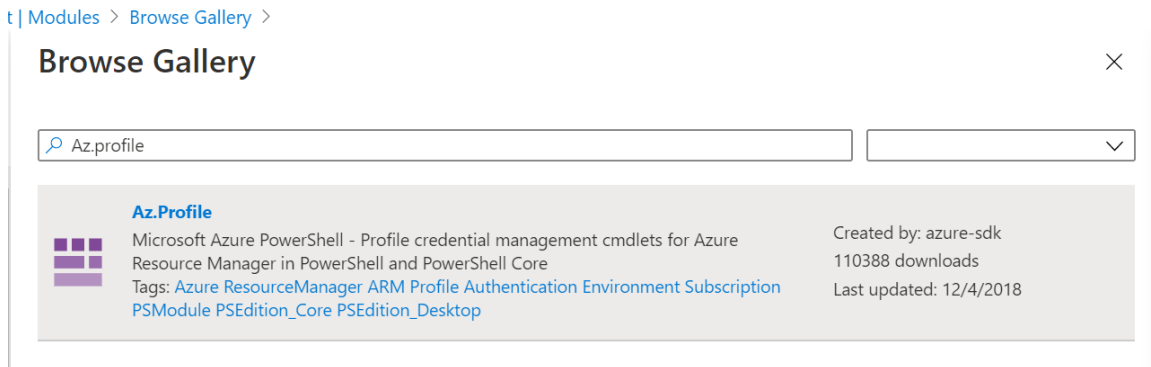 t | Modules > Browse Gallery >
Browse Gallery
Az.profile
Az.Profile
Microsoft Azure PowerShell - Profile credential management cmdlets for Azure
Resource Manager in PowerShell and PowerShell Core
Tags: Azure ResourceManager ARM Profile Authentication Environment Subscription
PSModule PSEdition_Core PSEdition_Desktop
Created by: azure-sdk
110388 downloads
Last updated: 12/4/2018